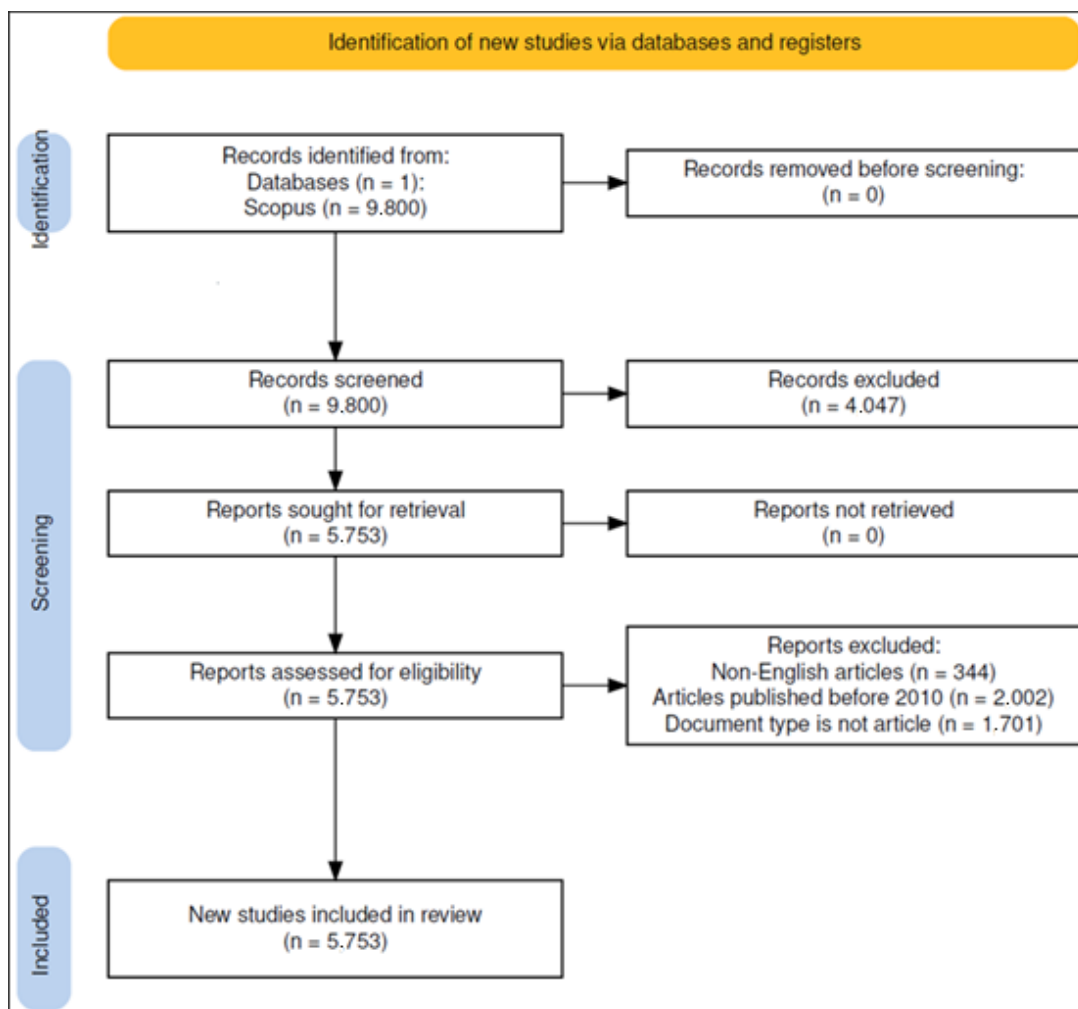 Identification of new studies via databases and registers
Identification
Records identified from:
Databases (n = 1):
Scopus (n = 9.800)
Records removed before screening:
(n = 0)
Screening
Records screened
(n = 9.800)
Records excluded
(n = 4.047)
Reports sought for retrieval
(n = 5.753)
Reports not retrieved
(n = 0)
Reports assessed for eligibility
(n = 5.753)
Reports excluded:
Non-English articles (n = 344)
Articles published before 2010 (n = 2.002)
Document type is not article (n = 1.701)
Included
New studies included in review
(n = 5.753)